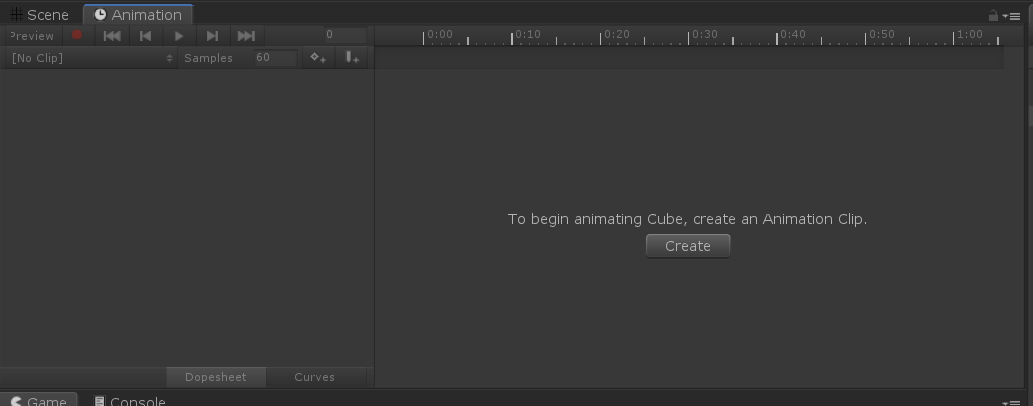 Scene Animation
Preview 0 0:00 0:10 0:20 0:30 0:40 0:50 1:00
[No Clip] Samples 60
To begin animating Cube, create an Animation Clip.
Create
Dopesheet Curves
Game Console